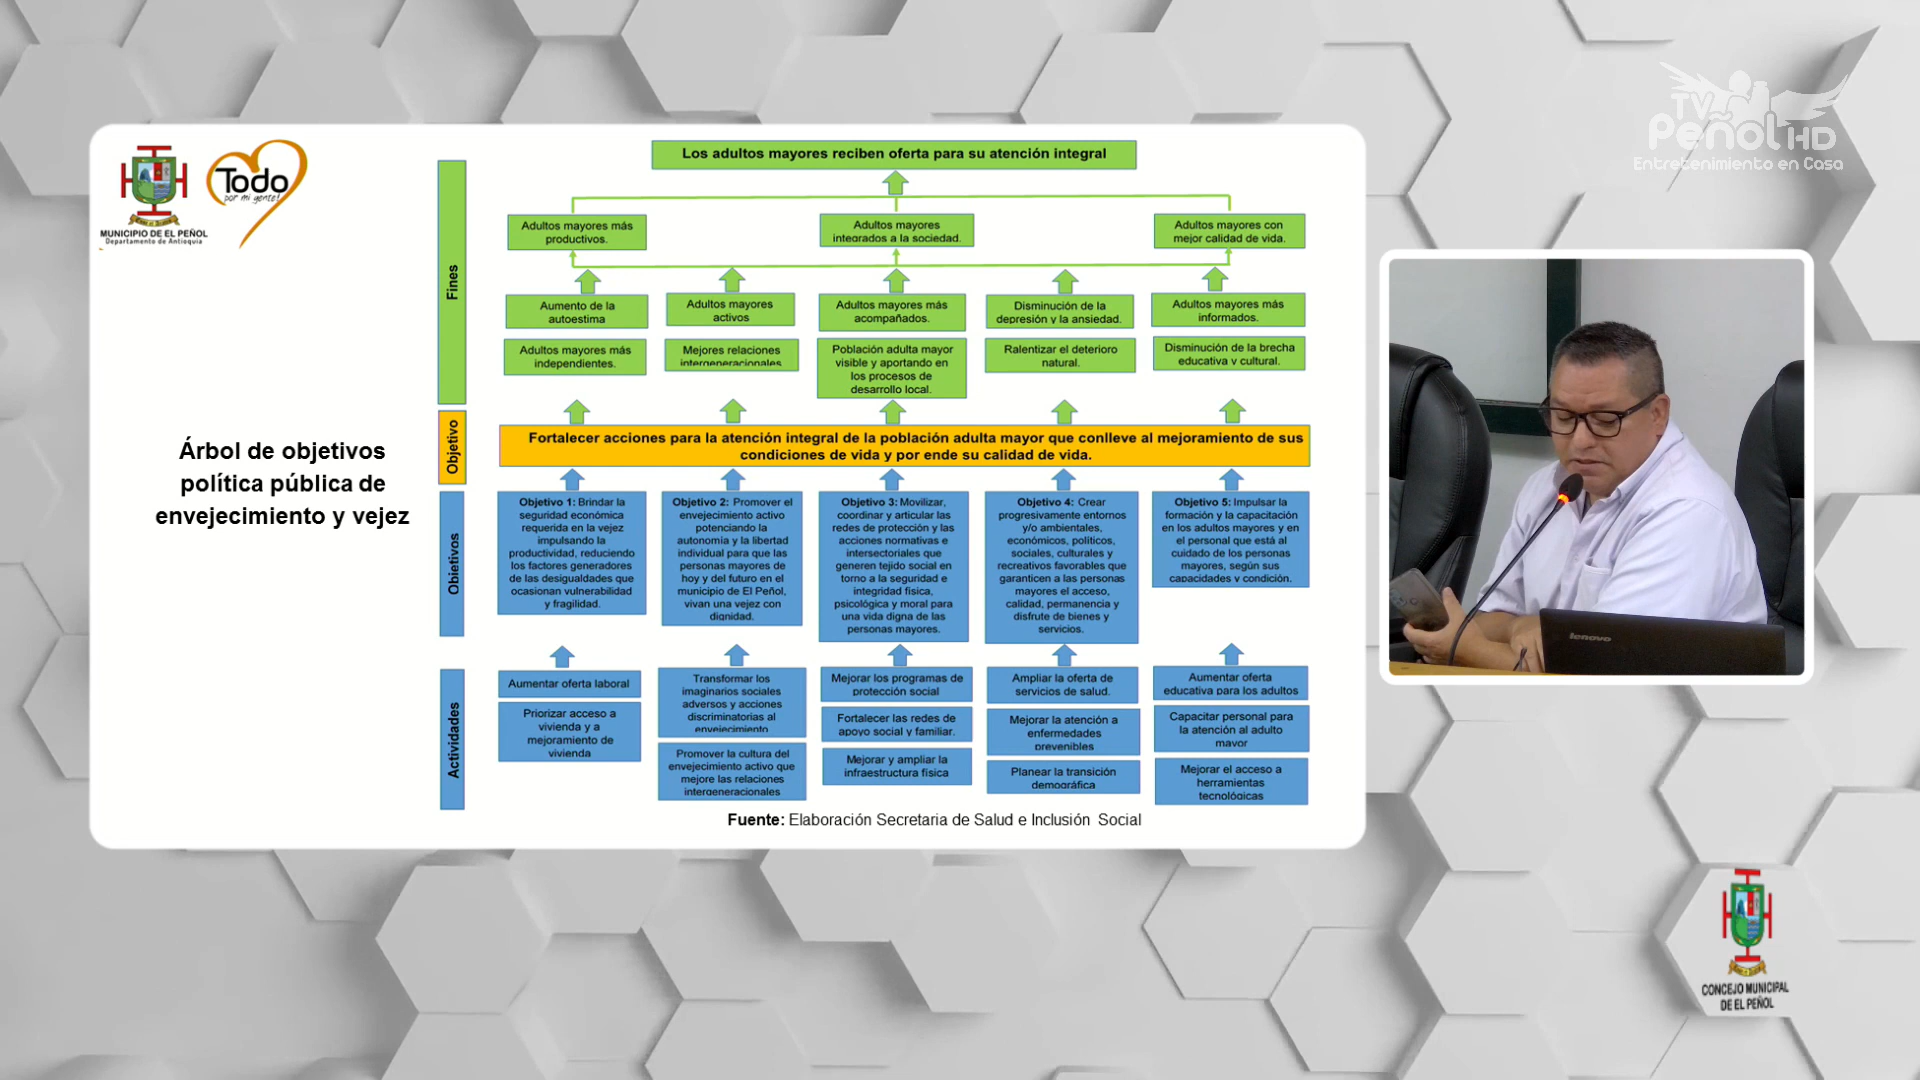 TV
Peñol HD
Entretenimiento en Casa
Todo
por mi gente!
MUNICIPIO DE EL PEÑOL
Departamento de Antioquia
Árbol de objetivos
política pública de
envejecimiento y vejez
Los adultos mayores reciben oferta para su atención integral
Fines
Adultos mayores más
productivos.
Adultos mayores
integrados a la sociedad.
Adultos mayores con
mejor calidad de vida.
Aumento de la
autoestima
Adultos mayores
activos
Adultos mayores más
acompañados.
Disminución de la
depresión y la ansiedad.
Adultos mayores más
informados.
Adultos mayores más
independientes.
Mejores relaciones
intergeneracionales
Población adulta mayor
visible y aportando en
los procesos de
desarrollo local.
Ralentizar el deterioro
natural.
Disminución de la brecha
educativa y cultural.
Objetivo
Fortalecer acciones para la atención integral de la población adulta mayor que conlleve al mejoramiento de sus
condiciones de vida y por ende su calidad de vida.
Objetivos
Objetivo 1: Brindar la
seguridad económica
requerida en la vejez
impulsando la
productividad, reduciendo
los factores generadores
de las desigualdades que
ocasionan vulnerabilidad
y fragilidad.
Objetivo 2: Promover el
envejecimiento activo
potenciando la
autonomía y la libertad
individual para que las
personas mayores de
hoy y del futuro en el
municipio de El Peñol,
vivan una vejez con
dignidad.
Objetivo 3: Movilizar,
coordinar y articular las
redes de protección y las
acciones normativas e
intersectoriales que
generen tejido social en
torno a la seguridad e
integridad física,
psicológica y moral para
una vida digna de las
personas mayores.
Objetivo 4: Crear
progresivamente entornos
y/o ambientales,
económicos, políticos,
sociales, culturales y
recreativos favorables que
garanticen a las personas
mayores el acceso,
calidad, permanencia y
disfrute de bienes y
servicios.
Objetivo 5: Impulsar la
formación y la capacitación
en los adultos mayores y en
el personal que está al
cuidado de los personas
mayores, según sus
capacidades y condición.
Actividades
Aumentar oferta laboral
Priorizar acceso a
vivienda y a
mejoramiento de
vivienda
Transformar los
imaginarios sociales
adversos y acciones
discriminatorias al
envejecimiento
Promover la cultura del
envejecimiento activo que
mejore las relaciones
intergeneracionales
Mejorar los programas de
protección social
Fortalecer las redes de
apoyo social y familiar.
Mejorar y ampliar la
infraestructura física
Ampliar la oferta de
servicios de salud.
Mejorar la atención a
enfermedades
prevenibles
Planear la transición
demográfica
Aumentar oferta
educativa para los adultos
Capacitar personal para
la atención al adulto
mayor
Mejorar el acceso a
herramientas
tecnológicas
Fuente: Elaboración Secretaria de Salud e Inclusión Social
lenovo
CONCEJO MUNICIPAL
DE EL PEÑOL